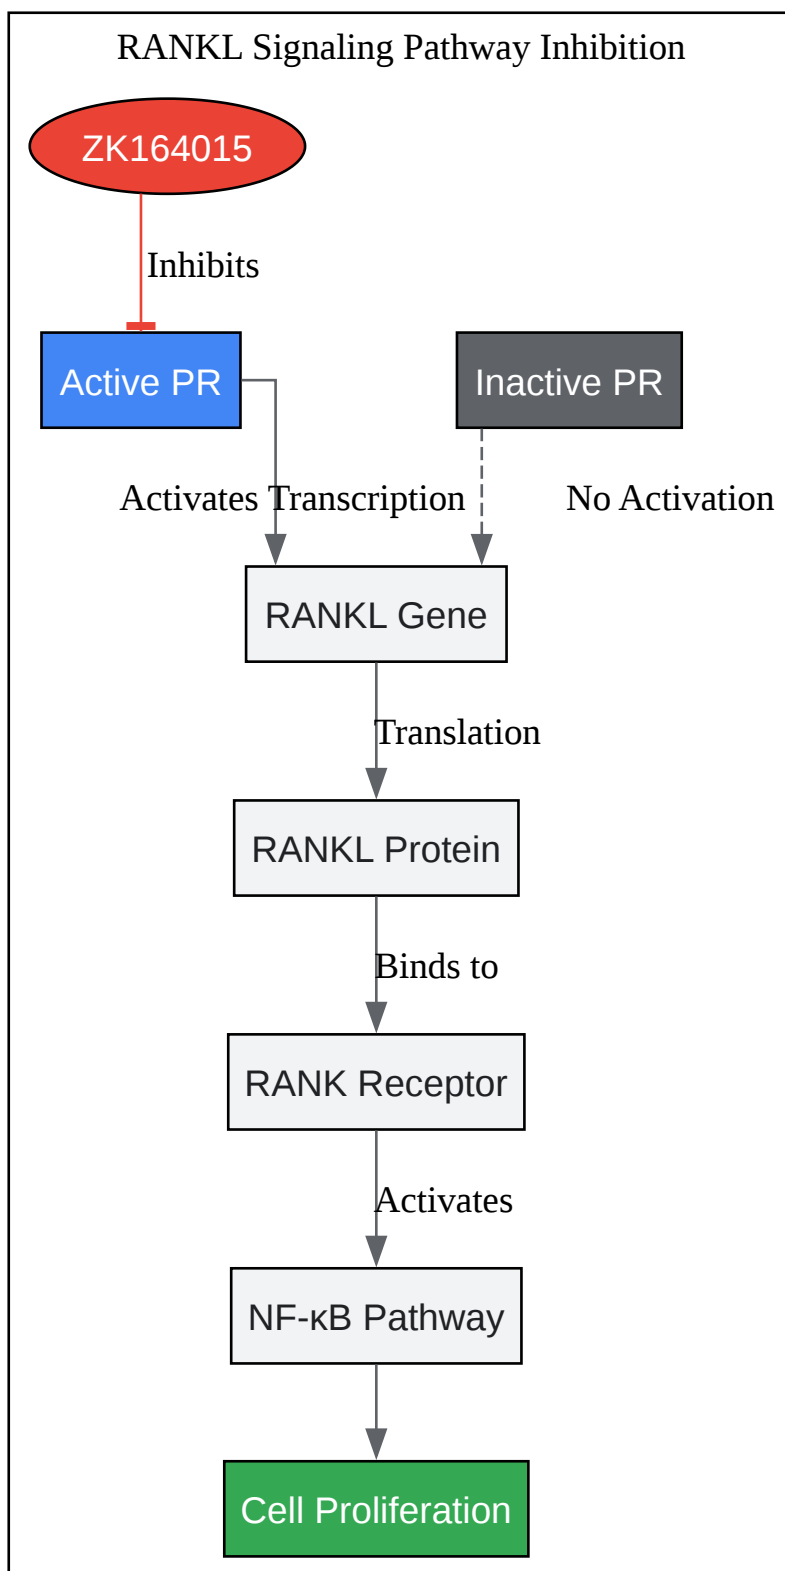 RANKL Signaling Pathway Inhibition
ZK164015
Inhibits
Active PR
Inactive PR
Activates Transcription
No Activation
RANKL Gene
Translation
RANKL Protein
Binds to
RANK Receptor
Activates
NF-κB Pathway
Cell Proliferation